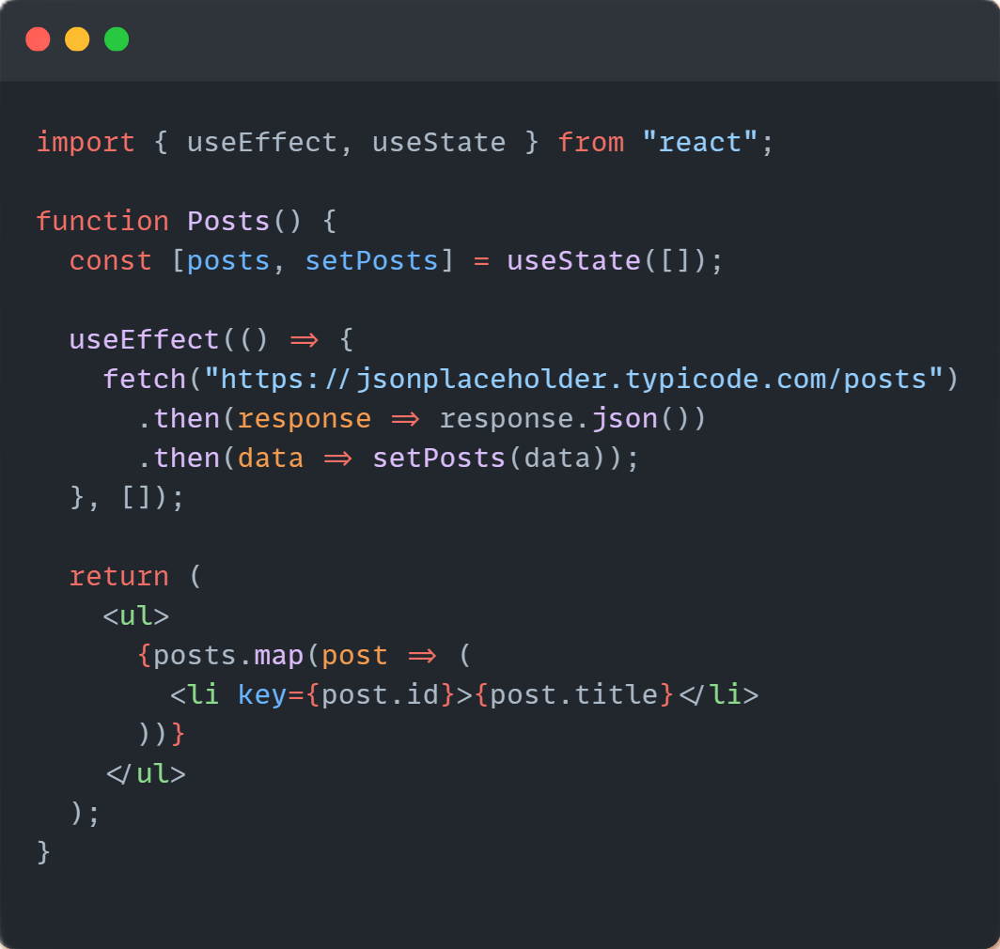 import { useEffect, useState } from "react";

function Posts() {
  const [posts, setPosts] = useState([]);

  useEffect(() => {
    fetch("https://jsonplaceholder.typicode.com/posts")
      .then(response => response.json())
      .then(data => setPosts(data));
  }, []);

  return (
    <ul>
      {posts.map(post => (
        <li key={post.id}>{post.title}</li>
      ))}
    </ul>
  );
}